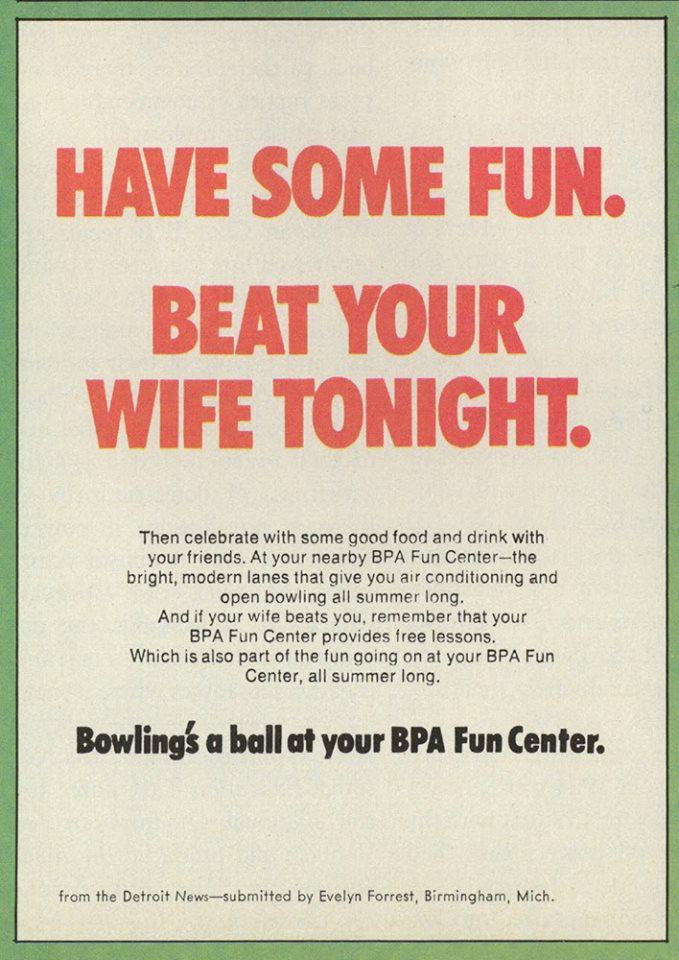 HAVE SOME FUN.
BEAT YOUR
WIFE TONIGHT.
Then celebrate with some good food and drink with
your friends. At your nearby BPA Fun Center—the
bright, modern lanes that give you air conditioning and
open bowling all summer long.
And if your wife beats you, remember that your
BPA Fun Center provides free lessons.
Which is also part of the fun going on at your BPA Fun
Center, all summer long.
Bowling's a ball at your BPA Fun Center.
from the Detroit News—submitted by Evelyn Forrest, Birmingham, Mich.